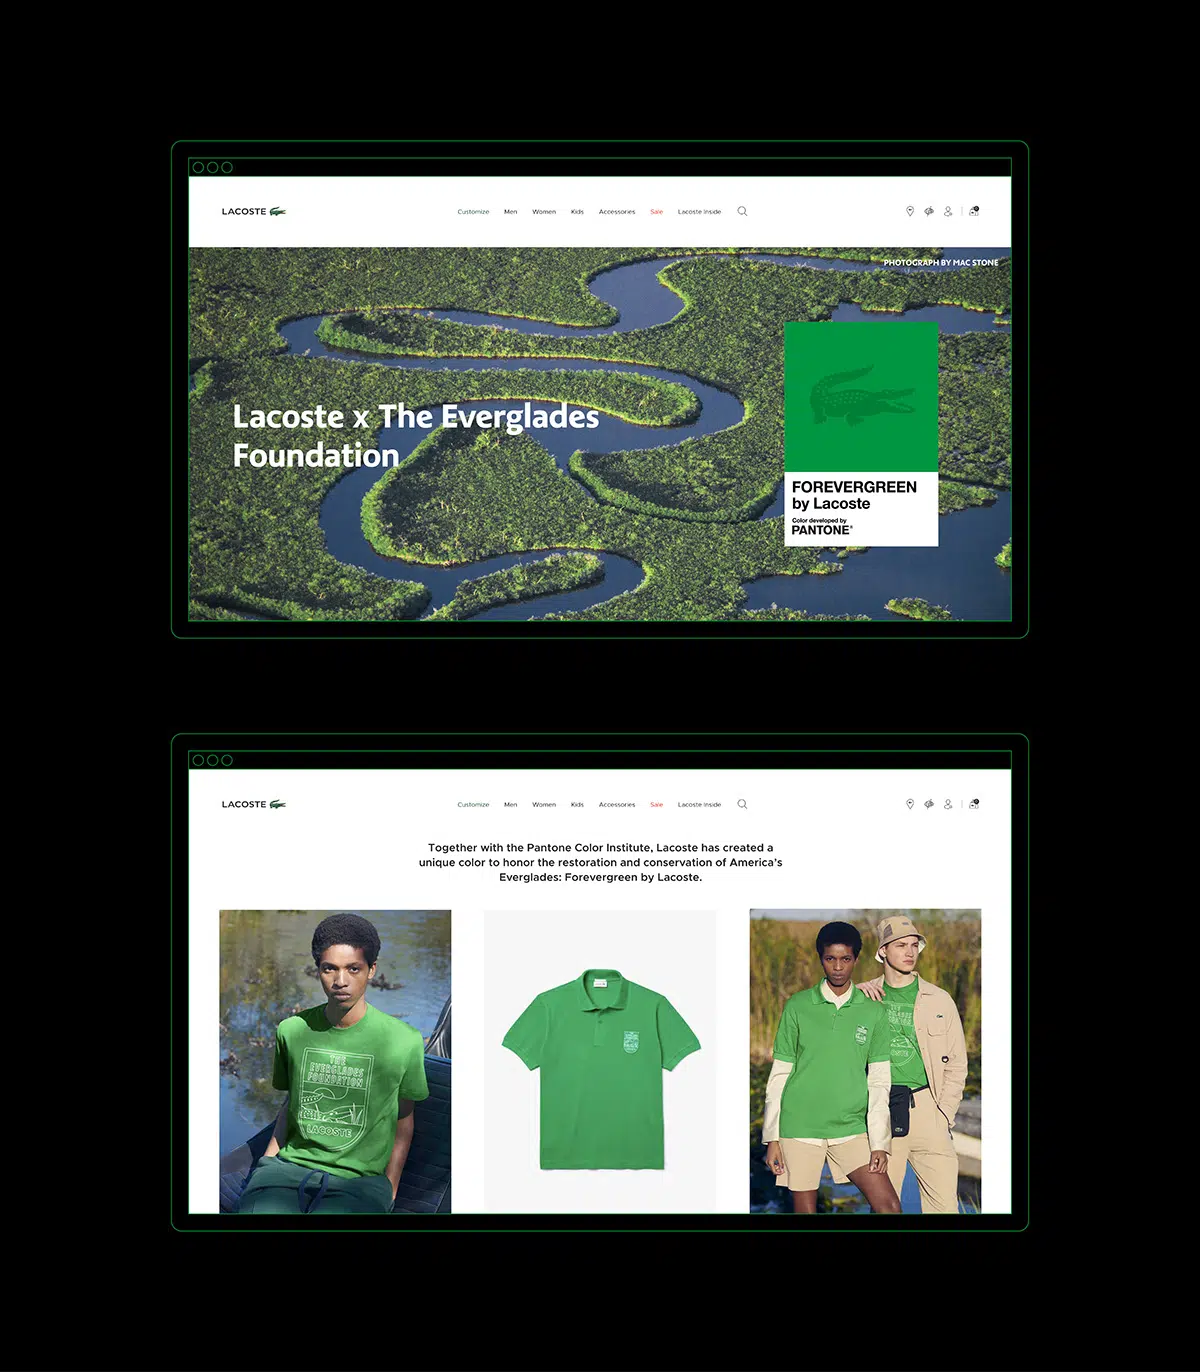 LACOSTE
Customize Men Women Kids Accessories Sale Lacoste Inside
PHOTOGRAPH BY MAC STONE
Lacoste x The Everglades
Foundation
FOREVERGREEN
by Lacoste
Color developed by
PANTONE®
LACOSTE
Customize Men Women Kids Accessories Sale Lacoste Inside
Together with the Pantone Color Institute, Lacoste has created a
unique color to honor the restoration and conservation of America's
Everglades: Forevergreen by Lacoste.
THE
EVERGLADES
FOUNDATION
LACOSTE